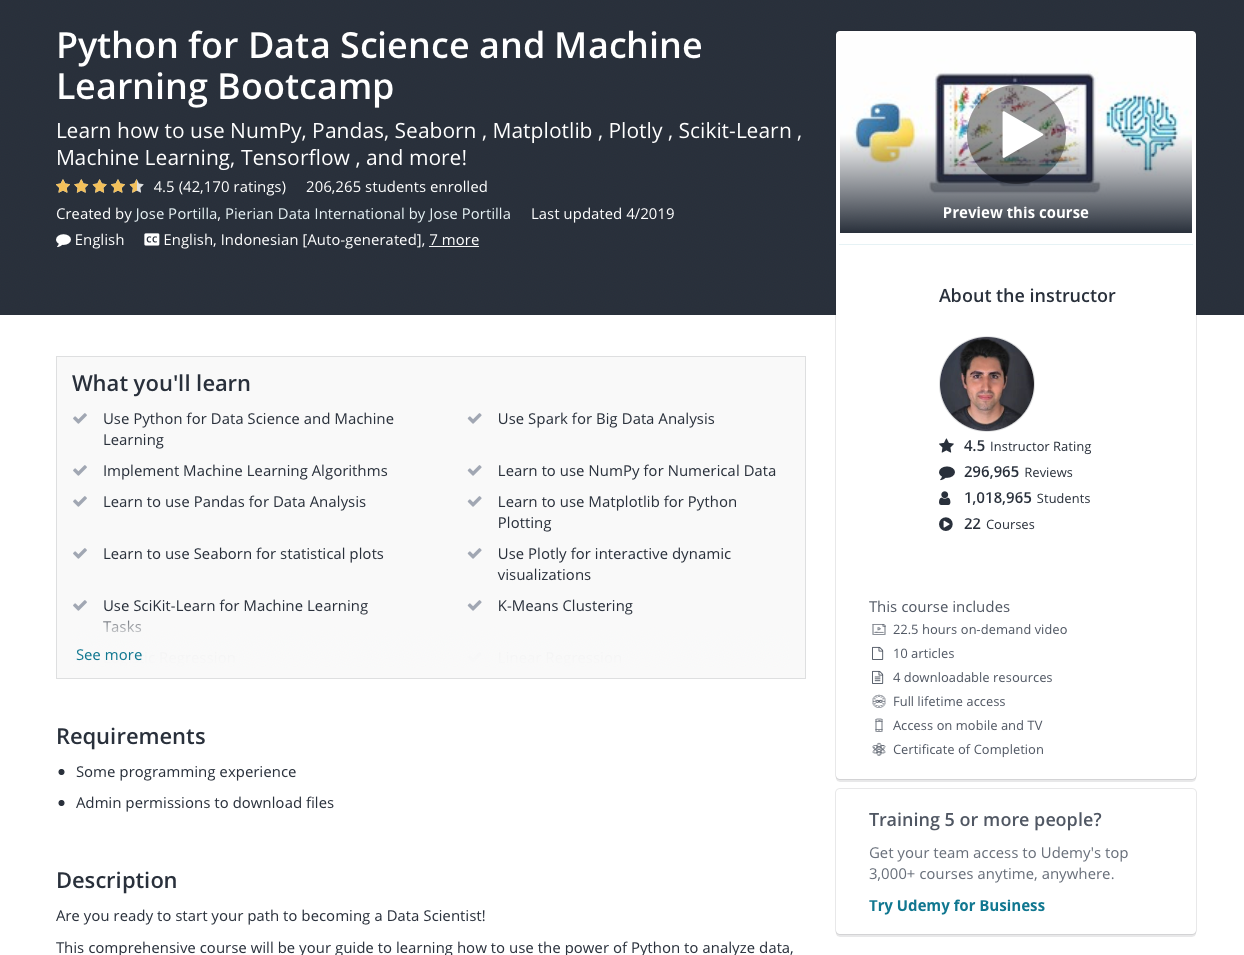 Python for Data Science and Machine
Learning Bootcamp
Learn how to use NumPy, Pandas, Seaborn , Matplotlib , Plotly , Scikit-Learn ,
Machine Learning, Tensorflow , and more!
4.5 (42,170 ratings) 206,265 students enrolled
Created by Jose Portilla, Pierian Data International by Jose Portilla Last updated 4/2019
CC
English English, Indonesian [Auto-generated], 7 more
Preview this course
About the instructor
4.5 Instructor Rating
296,965 Reviews
1,018,965 Students
22 Courses
This course includes
22.5 hours on-demand video
10 articles
4 downloadable resources
Full lifetime access
Access on mobile and TV
Certificate of Completion
Training 5 or more people?
Get your team access to Udemy's top
3,000+ courses anytime, anywhere.
Try Udemy for Business
What you'll learn
Use Python for Data Science and Machine
Learning
Use Spark for Big Data Analysis
Implement Machine Learning Algorithms
Learn to use NumPy for Numerical Data
Learn to use Pandas for Data Analysis
Learn to use Matplotlib for Python
Plotting
Learn to use Seaborn for statistical plots
Use Plotly for interactive dynamic
visualizations
Use SciKit-Learn for Machine Learning
Tasks
K-Means Clustering
See more
Requirements
Some programming experience
Admin permissions to download files
Description
Are you ready to start your path to becoming a Data Scientist!
This comprehensive course will be your guide to learning how to use the power of Python to analyze data,